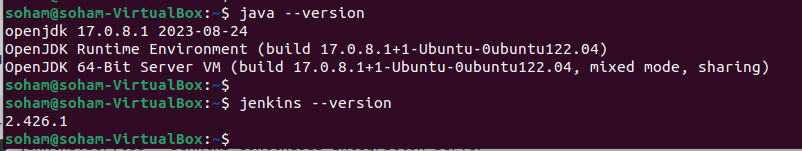 soham@soham-VirtualBox:~$ java --version
openjdk 17.0.8.1 2023-08-24
OpenJDK Runtime Environment (build 17.0.8.1+1-Ubuntu-0ubuntu122.04)
OpenJDK 64-Bit Server VM (build 17.0.8.1+1-Ubuntu-0ubuntu122.04, mixed mode, sharing)
soham@soham-VirtualBox:~$
soham@soham-VirtualBox:~$ jenkins --version
2.426.1
soham@soham-VirtualBox:~$